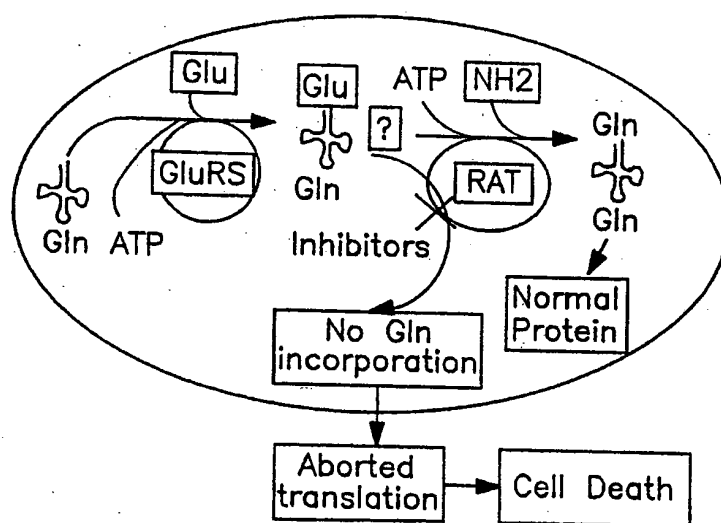 Glu
GluRS
Gln
ATP
Glu
Gln
?
ATP
NH2
RAT
Inhibitors
Gln
Gln
Normal
Protein
No Gln
incorporation
Aborted
translation
Cell Death